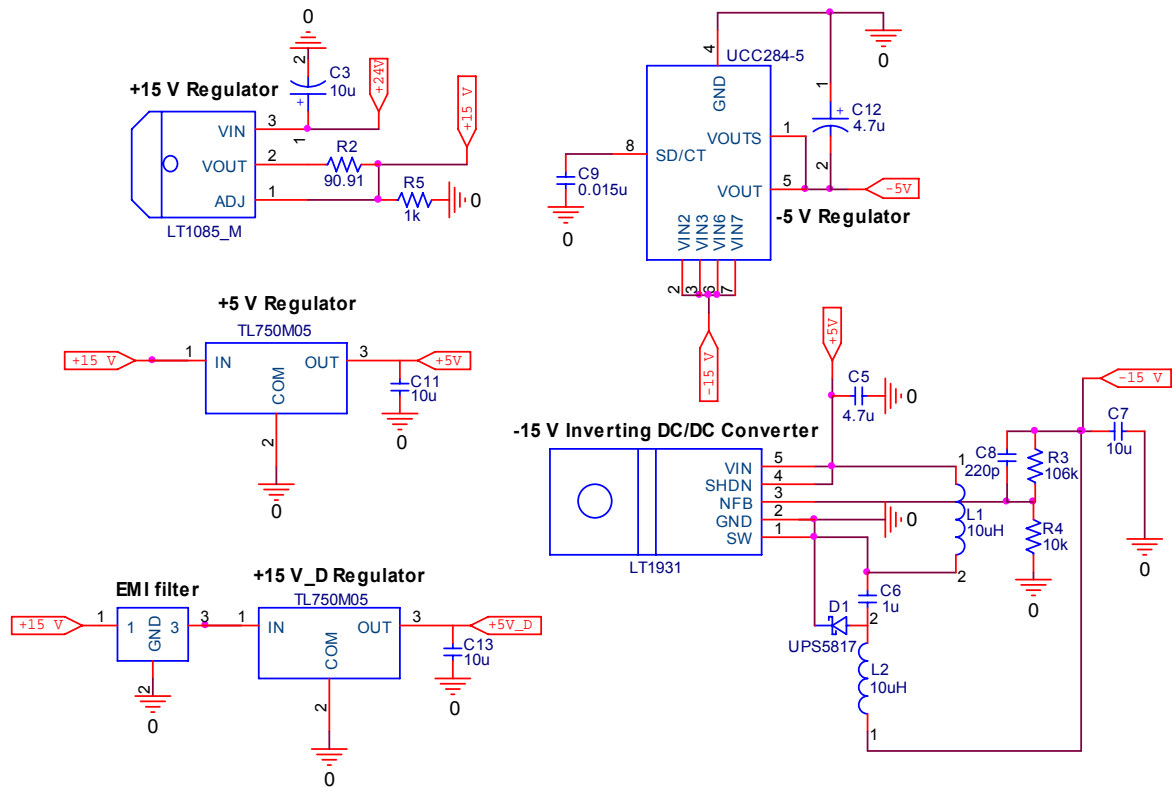 0
2
C3
10u
+
1
+24V
+15 V
+15 V Regulator
VIN
3
VOUT
2
R2
90.91
ADJ
1
R5
1k
0
LT1085_M
0
4
UCC284-5
GND
1
+
C12
4.7u
2
VOUTS
1
8
SD/CT
C9
0.015u
0
VOUT
5
-5V
-5 V Regulator
VIN2
VIN3
VIN6
VIN7
2
3
6
7
-15 V
+5 V Regulator
TL750M05
+15 V
1
IN
OUT
3
+5V
COM
C11
10u
0
2
0
+5V
C5
4.7u
0
-15 V
-15 V Inverting DC/DC Converter
VIN
5
SHDN
4
NFB
3
GND
2
SW
1
0
LT1931
1
L1
10uH
2
C8
220p
R3
106k
R4
10k
0
C7
10u
0
C6
1u
D1
UPS5817
2
L2
10uH
1
EMI filter
+15 V
1
1
GND
3
3
2
0
+15 V_D Regulator
TL750M05
1
IN
OUT
3
+5V_D
COM
C13
10u
0
2
0